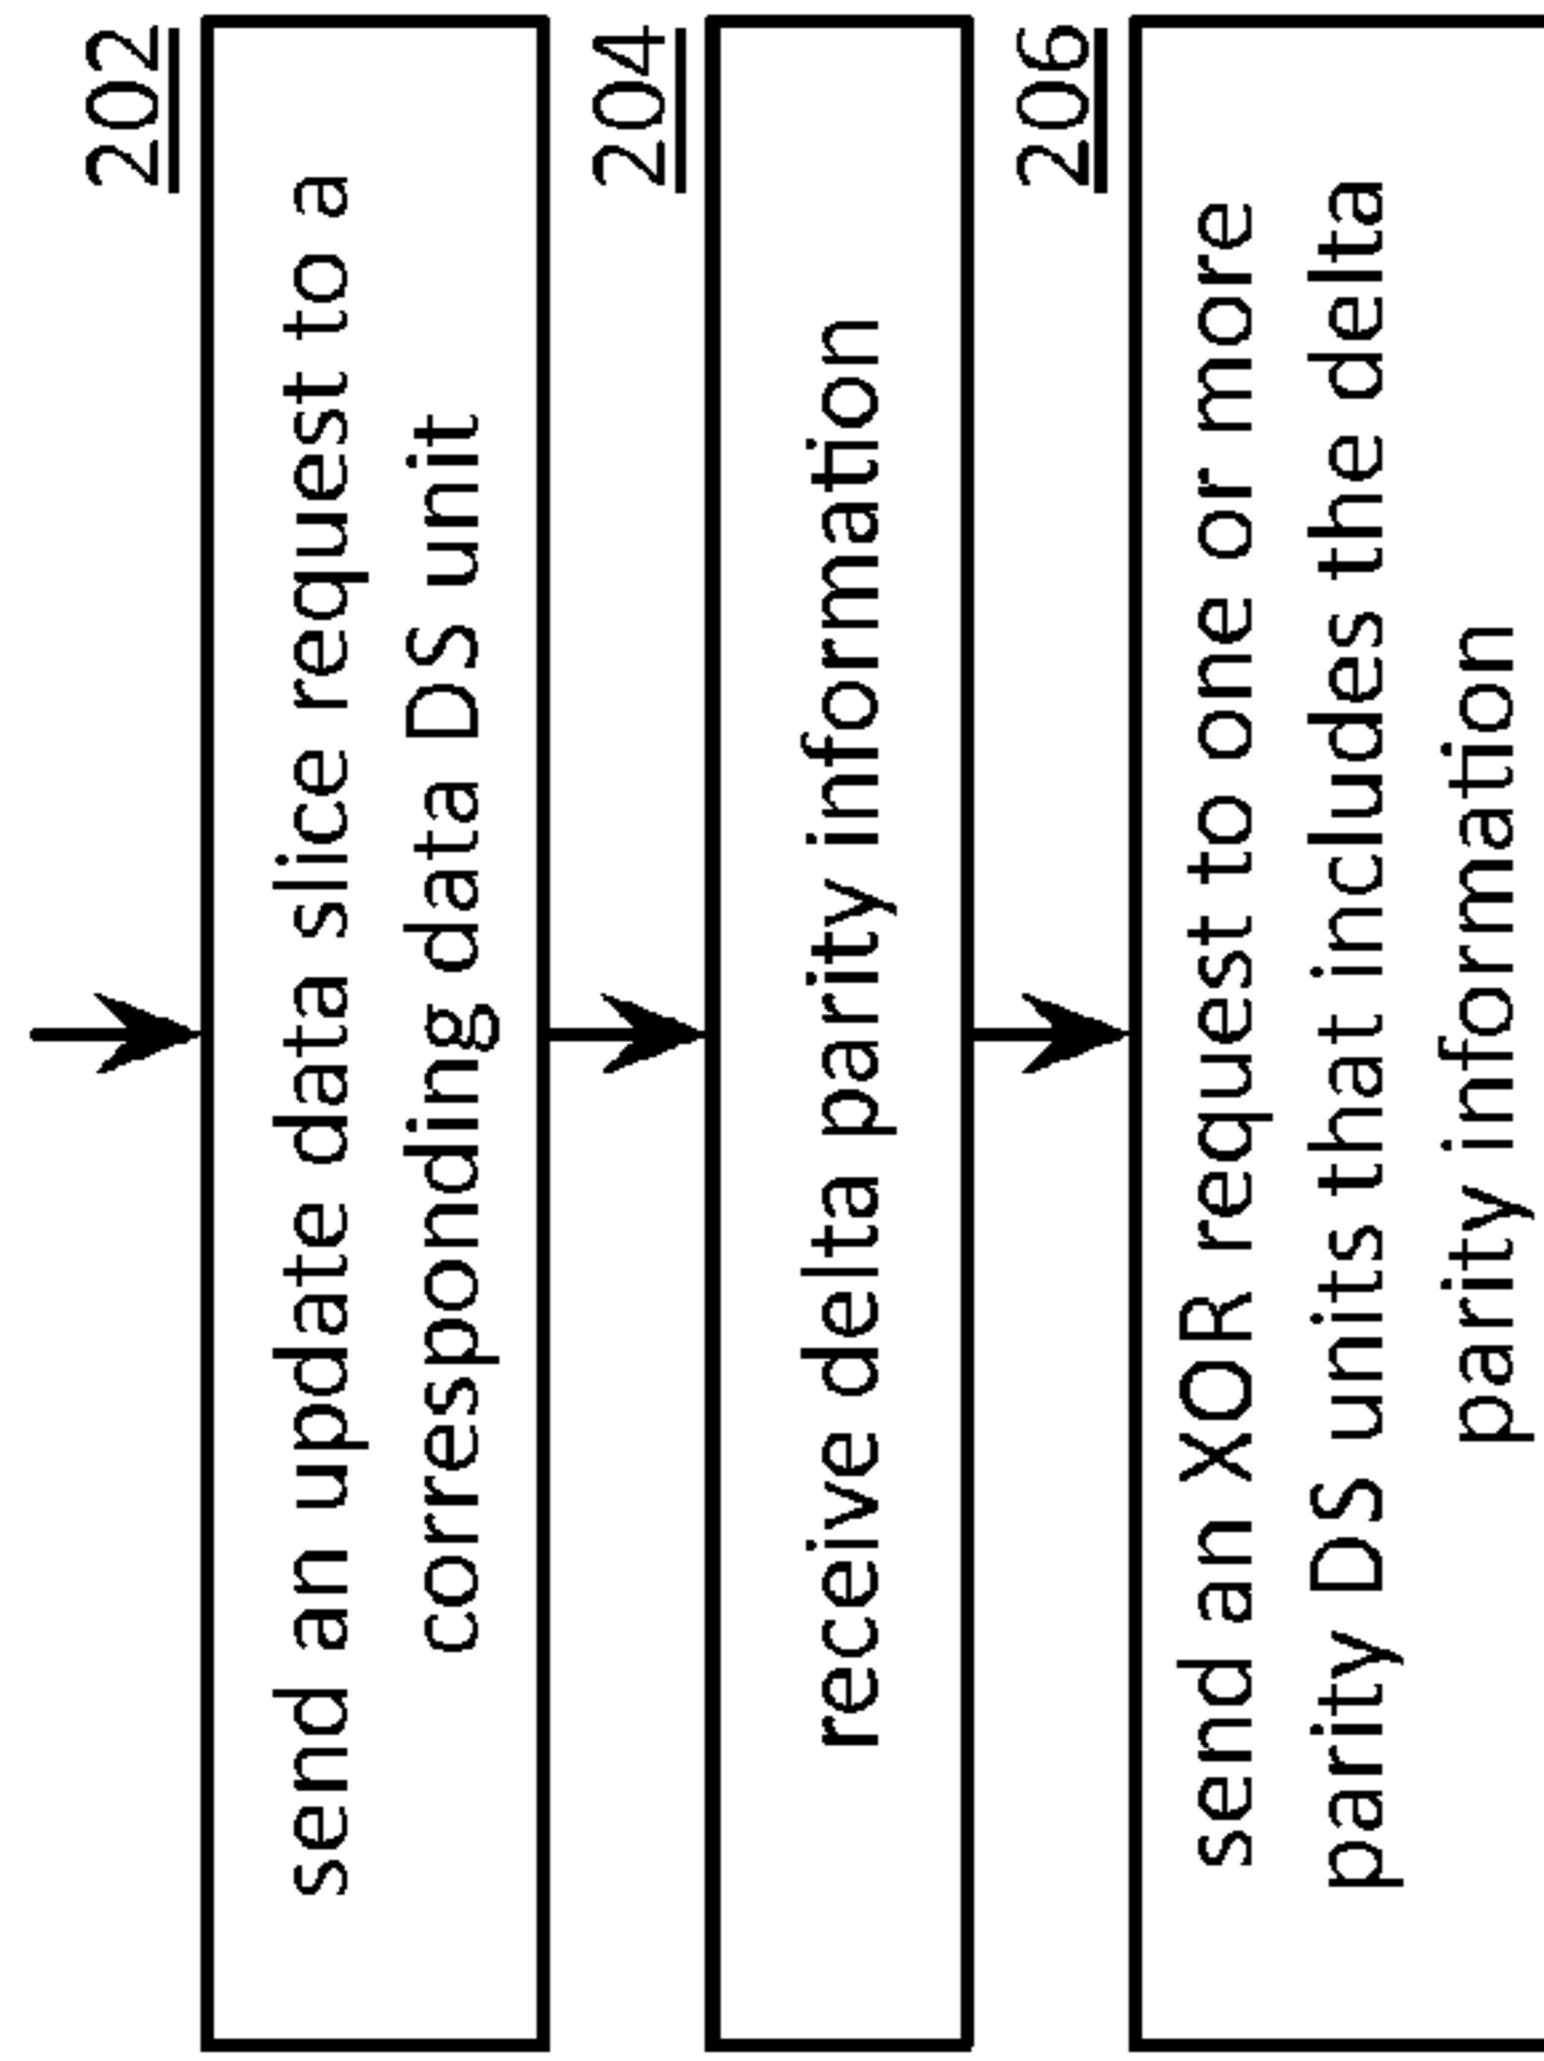 202
send an update data slice request to a
corresponding data DS unit
204
receive delta parity information
206
send an XOR request to one or more
parity DS units that includes the delta
parity information